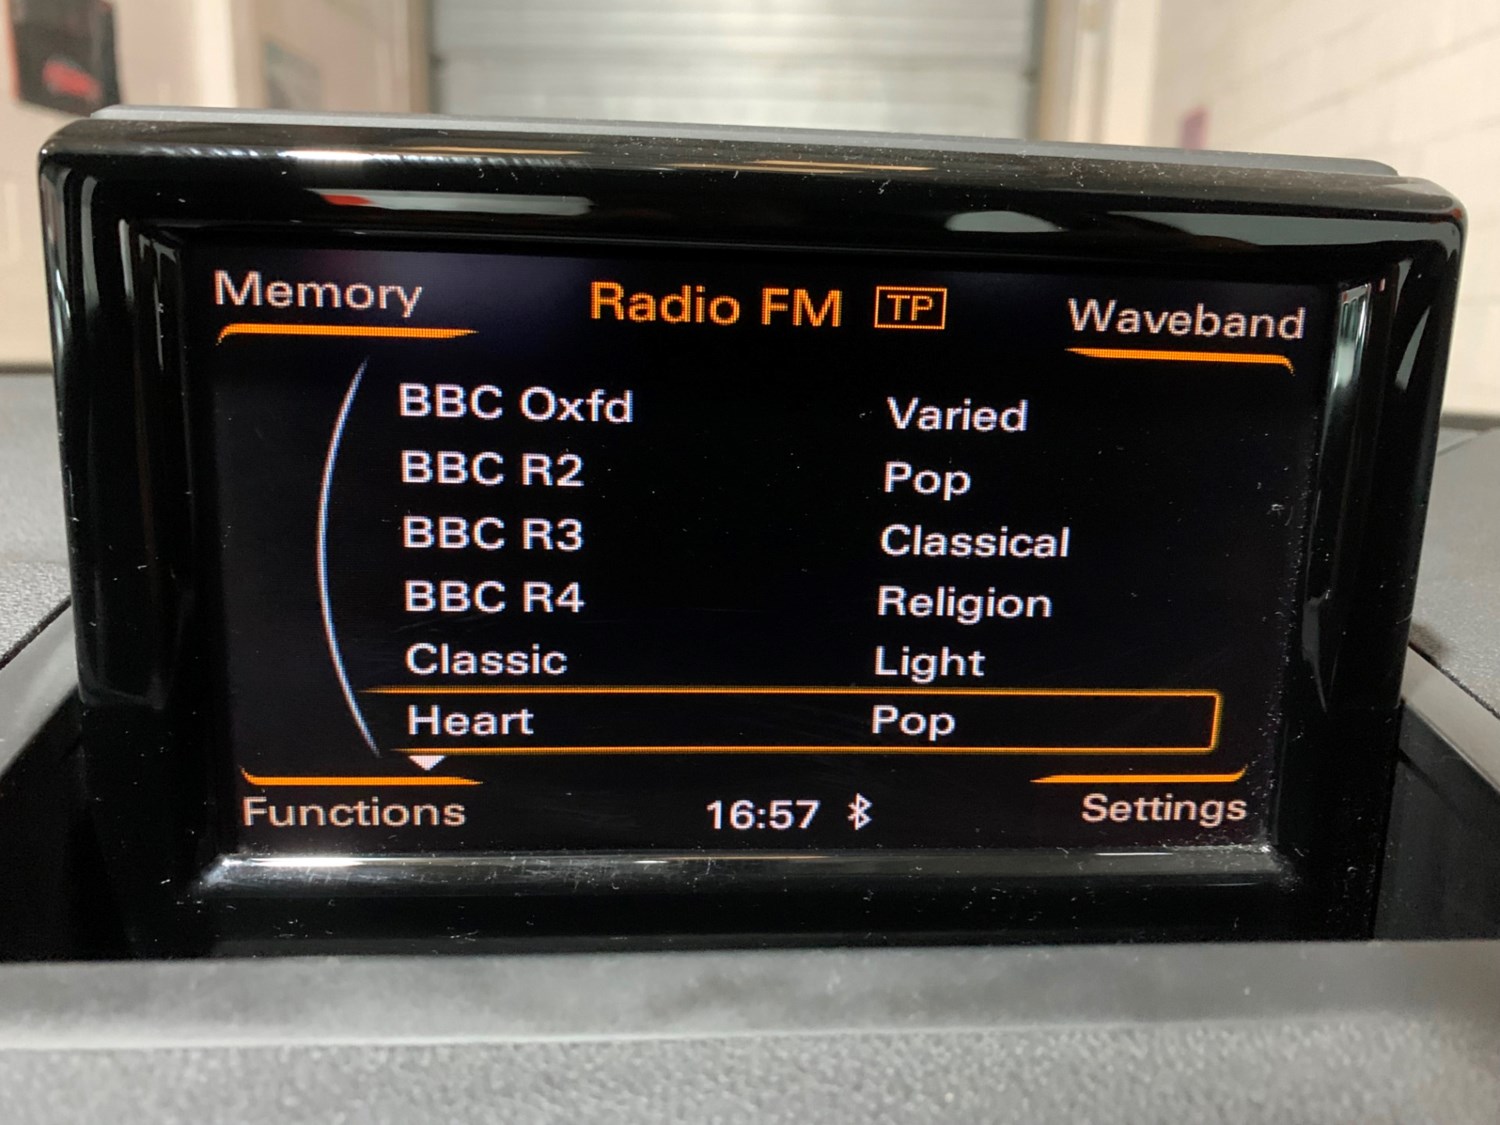 Memory Radio FM TP Waveband
BBC Oxfd Varied
BBC R2 Pop
BBC R3 Classical
BBC R4 Religion
Classic Light
Heart Pop
Functions 16:57 Settings